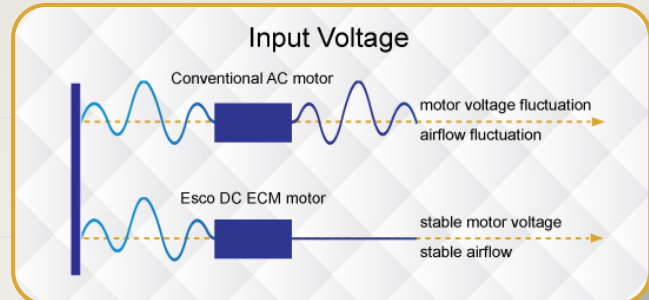 Input Voltage
Conventional AC motor
motor voltage fluctuation
airflow fluctuation
Esco DC ECM motor
stable motor voltage
stable airflow